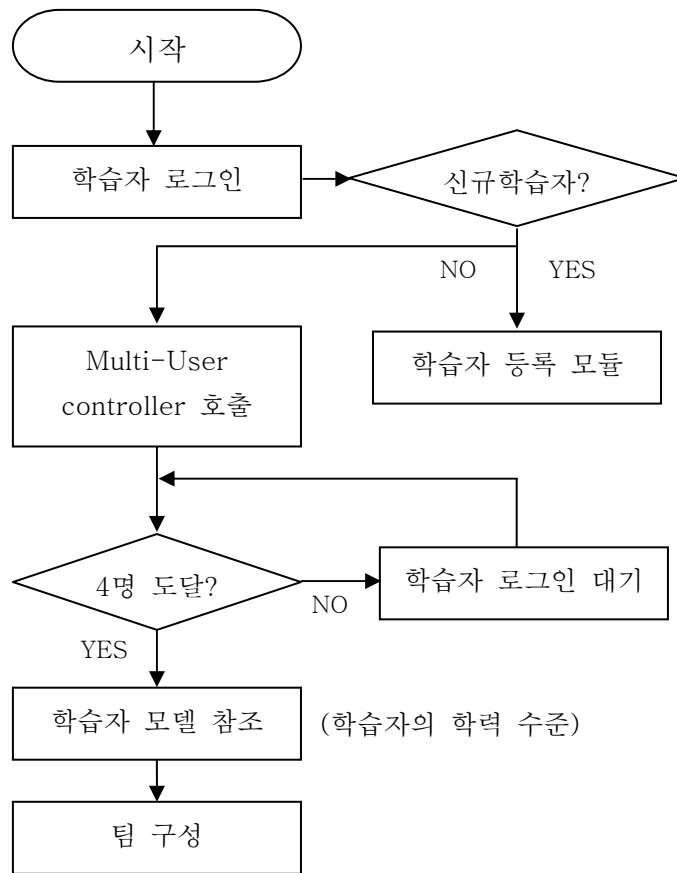 시작
학습자 로그인
신규학습자?
NO
YES
Multi-User
controller 호출
학습자 등록 모듈
4명 도달?
NO
학습자 로그인 대기
YES
학습자 모델 참조
(학습자의 학력 수준)
팀 구성